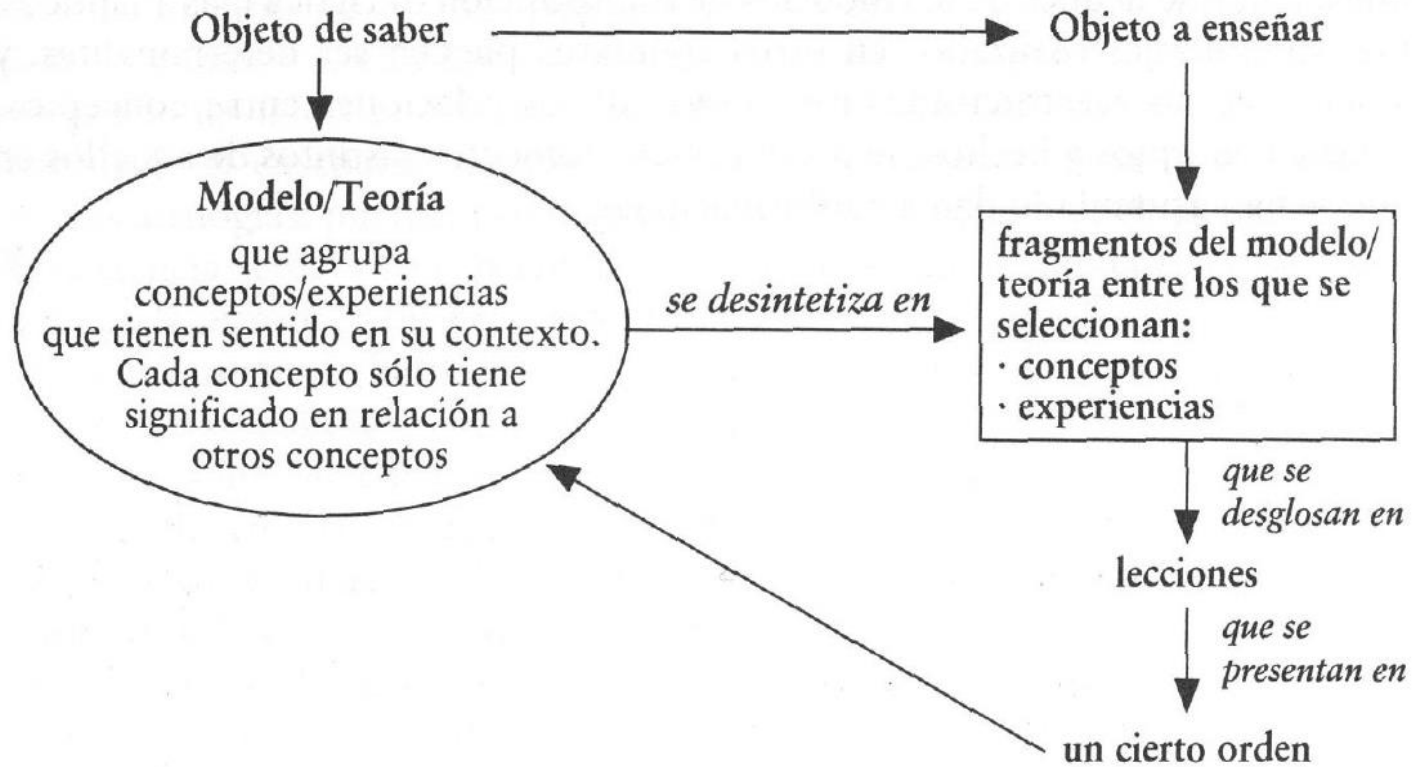 Objeto de saber
Objeto a enseñar
Modelo/Teoría
que agrupa
conceptos/experiencias
que tienen sentido en su contexto.
Cada concepto sólo tiene
significado en relación a
otros conceptos
se desintetiza en
fragmentos del modelo/
teoría entre los que se
seleccionan:
· conceptos
· experiencias
que se
desglosan en
lecciones
que se
presentan en
un cierto orden